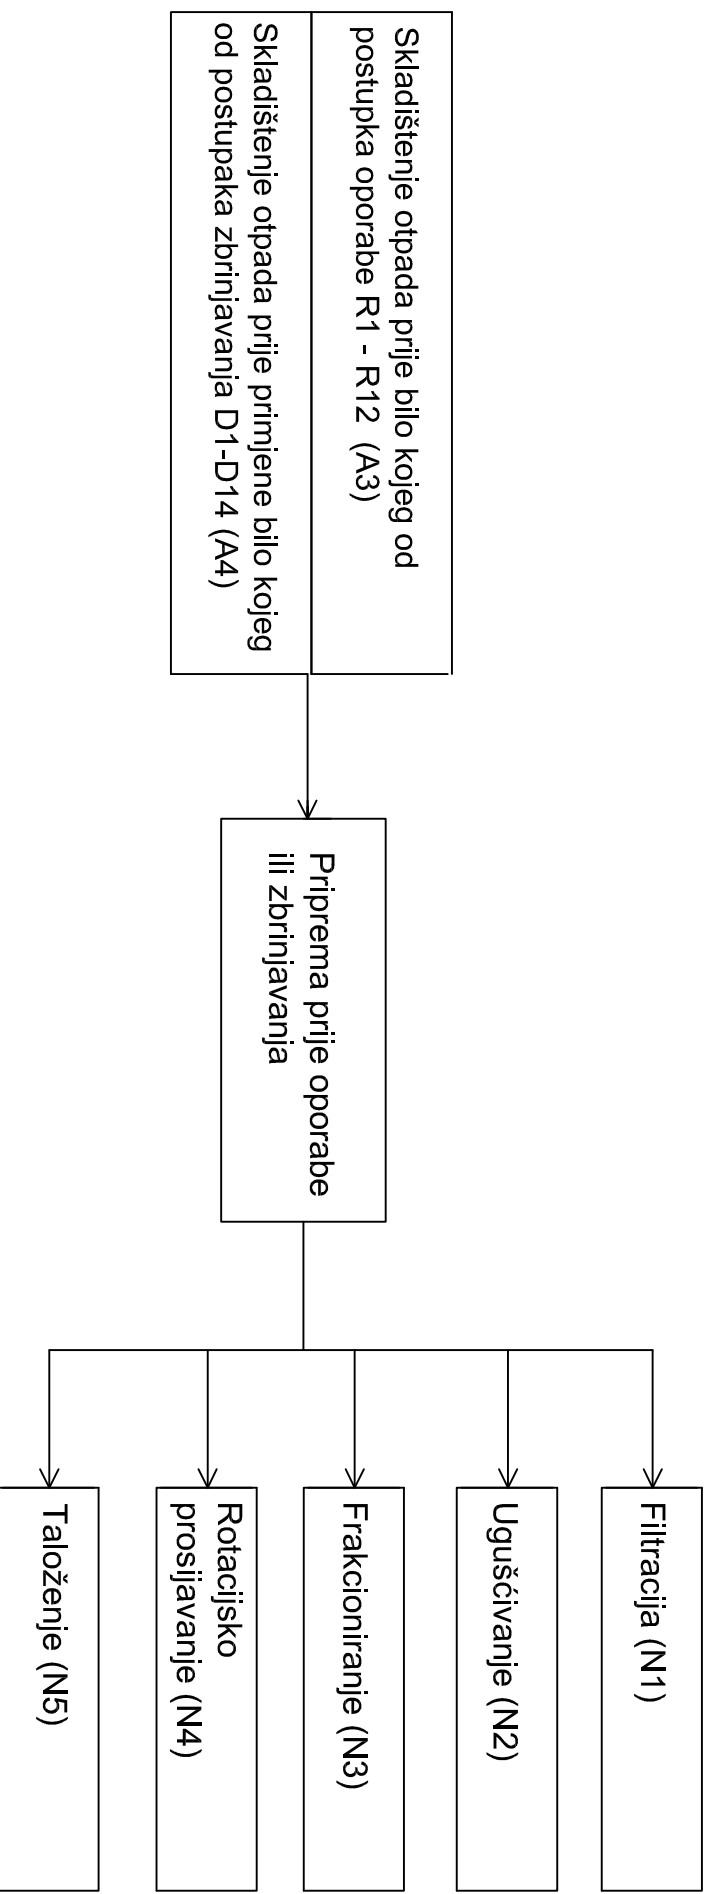 Skladištenje otpada prije bilo kojeg od
postupka oporabe R1 - R12 (A3)
Skladištenje otpada prije primjene bilo kojeg
od postupaka zbrinjavanja D1-D14 (A4)
Priprema prije oporabe
ili zbrinjavanja
Filtracija (N1)
Ugušćivanje (N2)
Frakcioniranje (N3)
Rotacijsko
prosijavanje (N4)
Taloženje (N5)